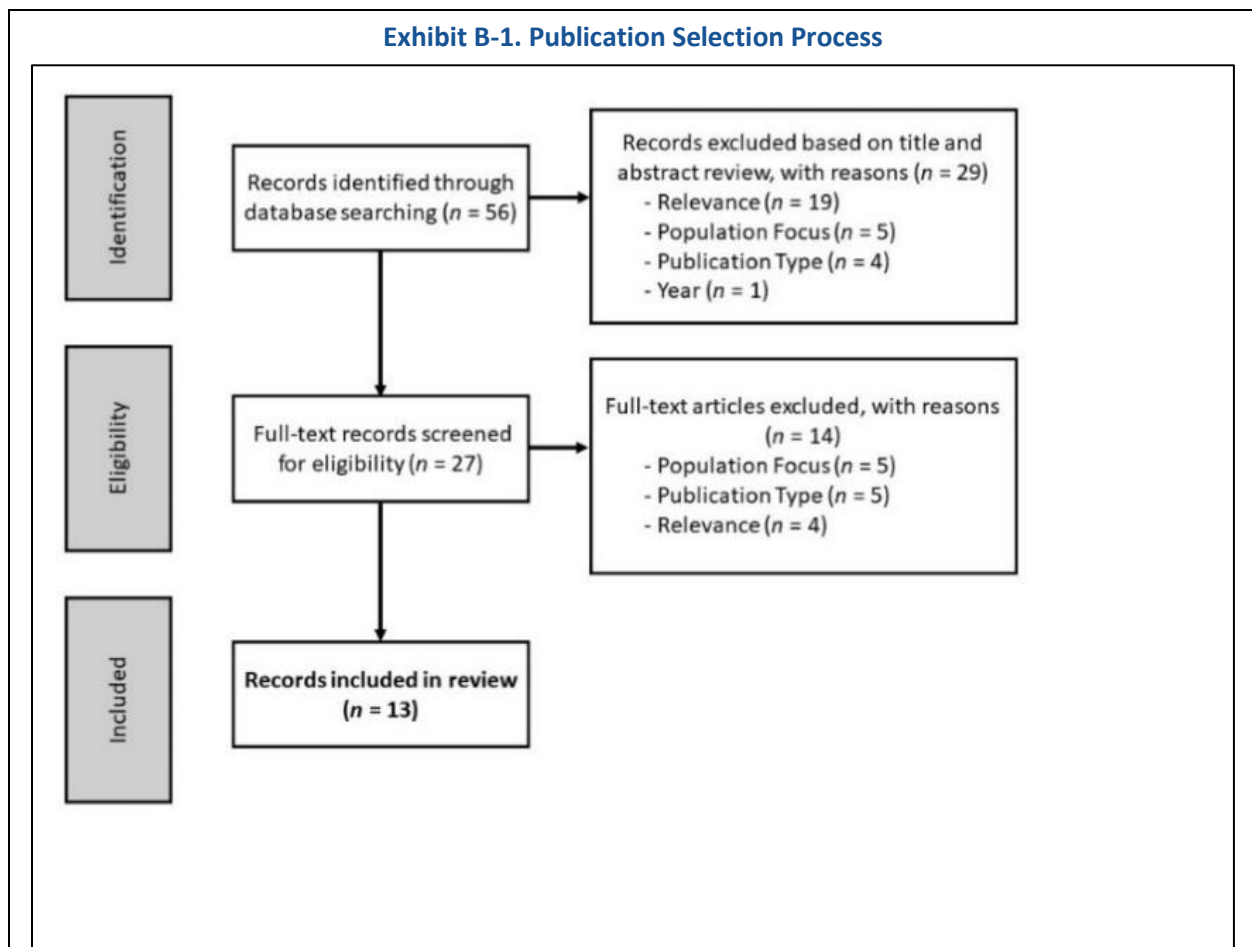 Exhibit B-1. Publication Selection Process
Identification
Records identified through
database searching (n = 56)
Records excluded based on title and
abstract review, with reasons (n = 29)
- Relevance (n = 19)
- Population Focus (n = 5)
- Publication Type (n = 4)
- Year (n = 1)
Eligibility
Full-text records screened
for eligibility (n = 27)
Full-text articles excluded, with reasons
(n = 14)
- Population Focus (n = 5)
- Publication Type (n = 5)
- Relevance (n = 4)
Included
Records included in review
(n = 13)